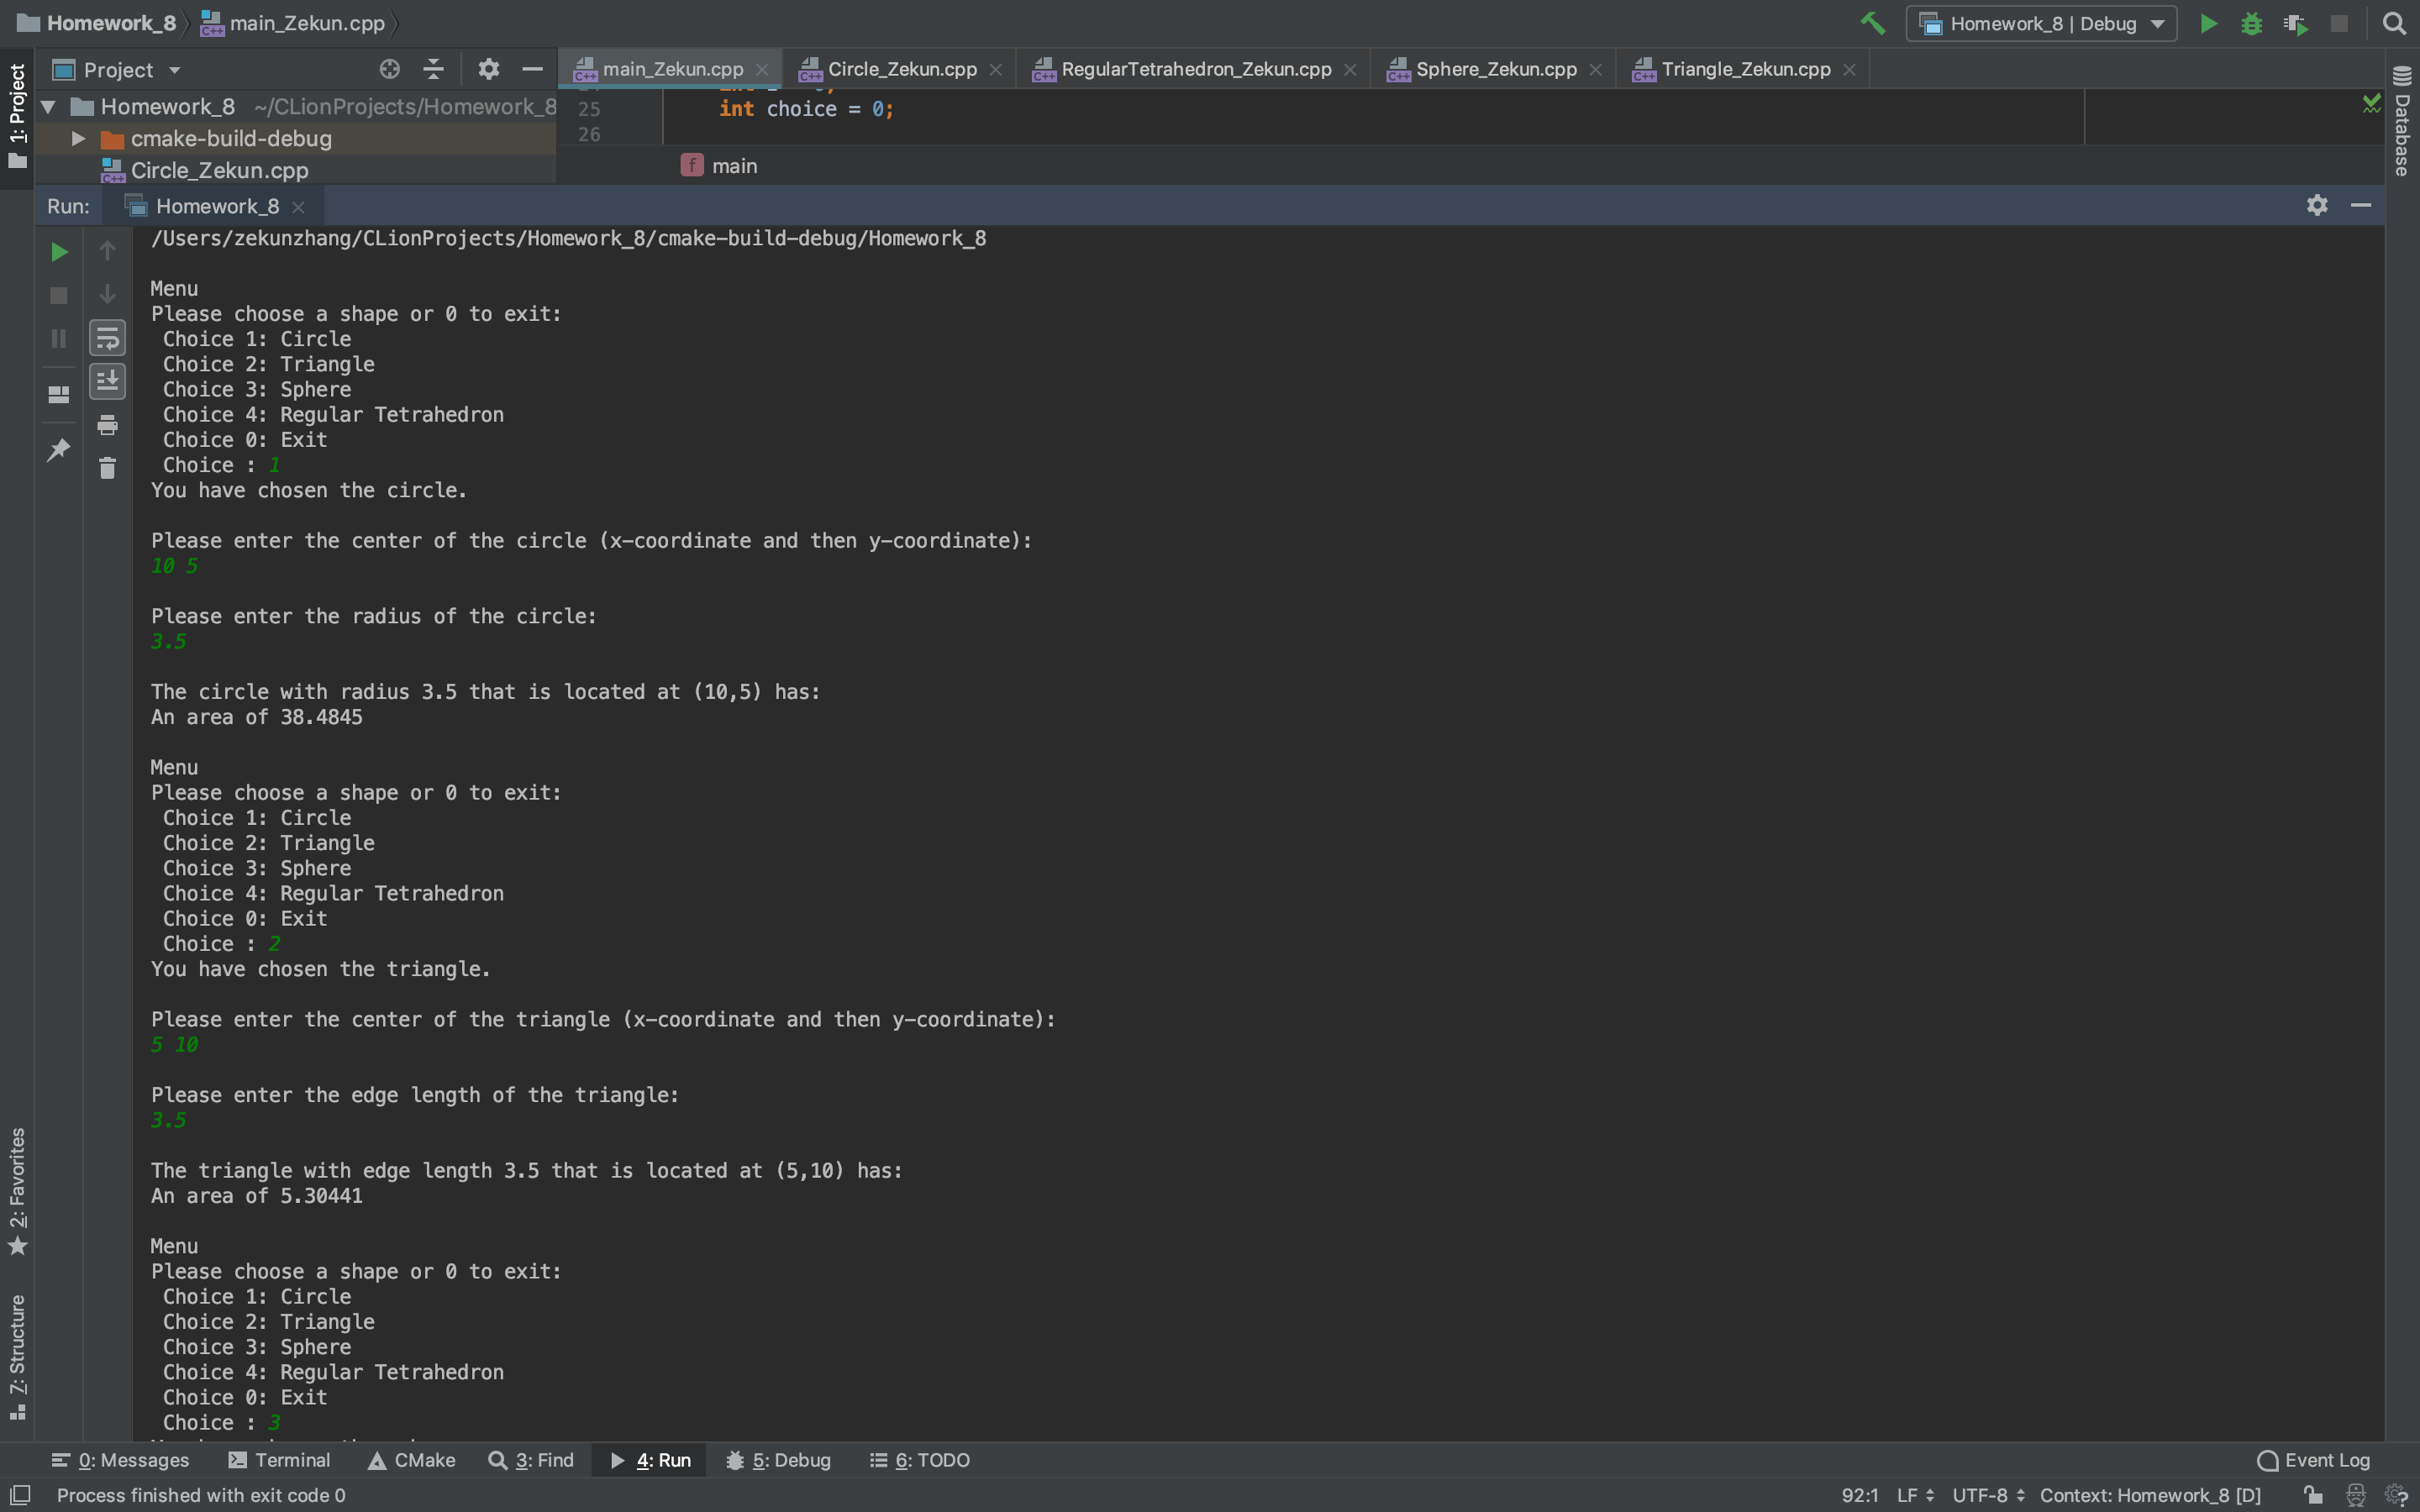 Homework_8 main_Zekun.cpp Homework_8 | Debug
1: Project
Project main_Zekun.cpp Circle_Zekun.cpp RegularTetrahedron_Zekun.cpp Sphere_Zekun.cpp Triangle_Zekun.cpp
Database
Homework_8 ~/CLionProjects/Homework_8
25 int choice = 0;
cmake-build-debug
26
Circle_Zekun.cpp
f main
Run: Homework_8
/Users/zekunzhang/CLionProjects/Homework_8/cmake-build-debug/Homework_8
Menu
Please choose a shape or 0 to exit:
Choice 1: Circle
Choice 2: Triangle
Choice 3: Sphere
Choice 4: Regular Tetrahedron
Choice 0: Exit
Choice : 1
You have chosen the circle.
Please enter the center of the circle (x-coordinate and then y-coordinate):
10 5
Please enter the radius of the circle:
3.5
The circle with radius 3.5 that is located at (10,5) has:
An area of 38.4845
Menu
Please choose a shape or 0 to exit:
Choice 1: Circle
Choice 2: Triangle
Choice 3: Sphere
Choice 4: Regular Tetrahedron
Choice 0: Exit
Choice : 2
You have chosen the triangle.
Please enter the center of the triangle (x-coordinate and then y-coordinate):
5 10
Please enter the edge length of the triangle:
3.5
The triangle with edge length 3.5 that is located at (5,10) has:
An area of 5.30441
Menu
Please choose a shape or 0 to exit:
Choice 1: Circle
Choice 2: Triangle
Choice 3: Sphere
Choice 4: Regular Tetrahedron
Choice 0: Exit
Choice : 3
2: Favorites
7: Structure
0: Messages Terminal CMake 3: Find 4: Run 5: Debug 6: TODO Event Log
Process finished with exit code 0 92:1 LF UTF-8 Context: Homework_8 [D]